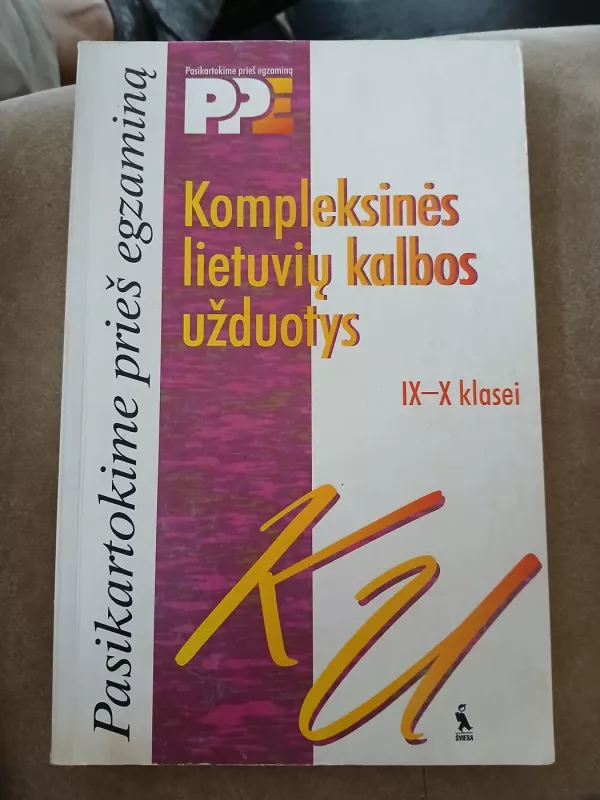 Pasikartokime prieš egzaminą
Pasikartokime prieš egzaminą
PPE
Kompleksinės
lietuvių kalbos
užduotys
IX–X klasei
KU
ŠVIESA